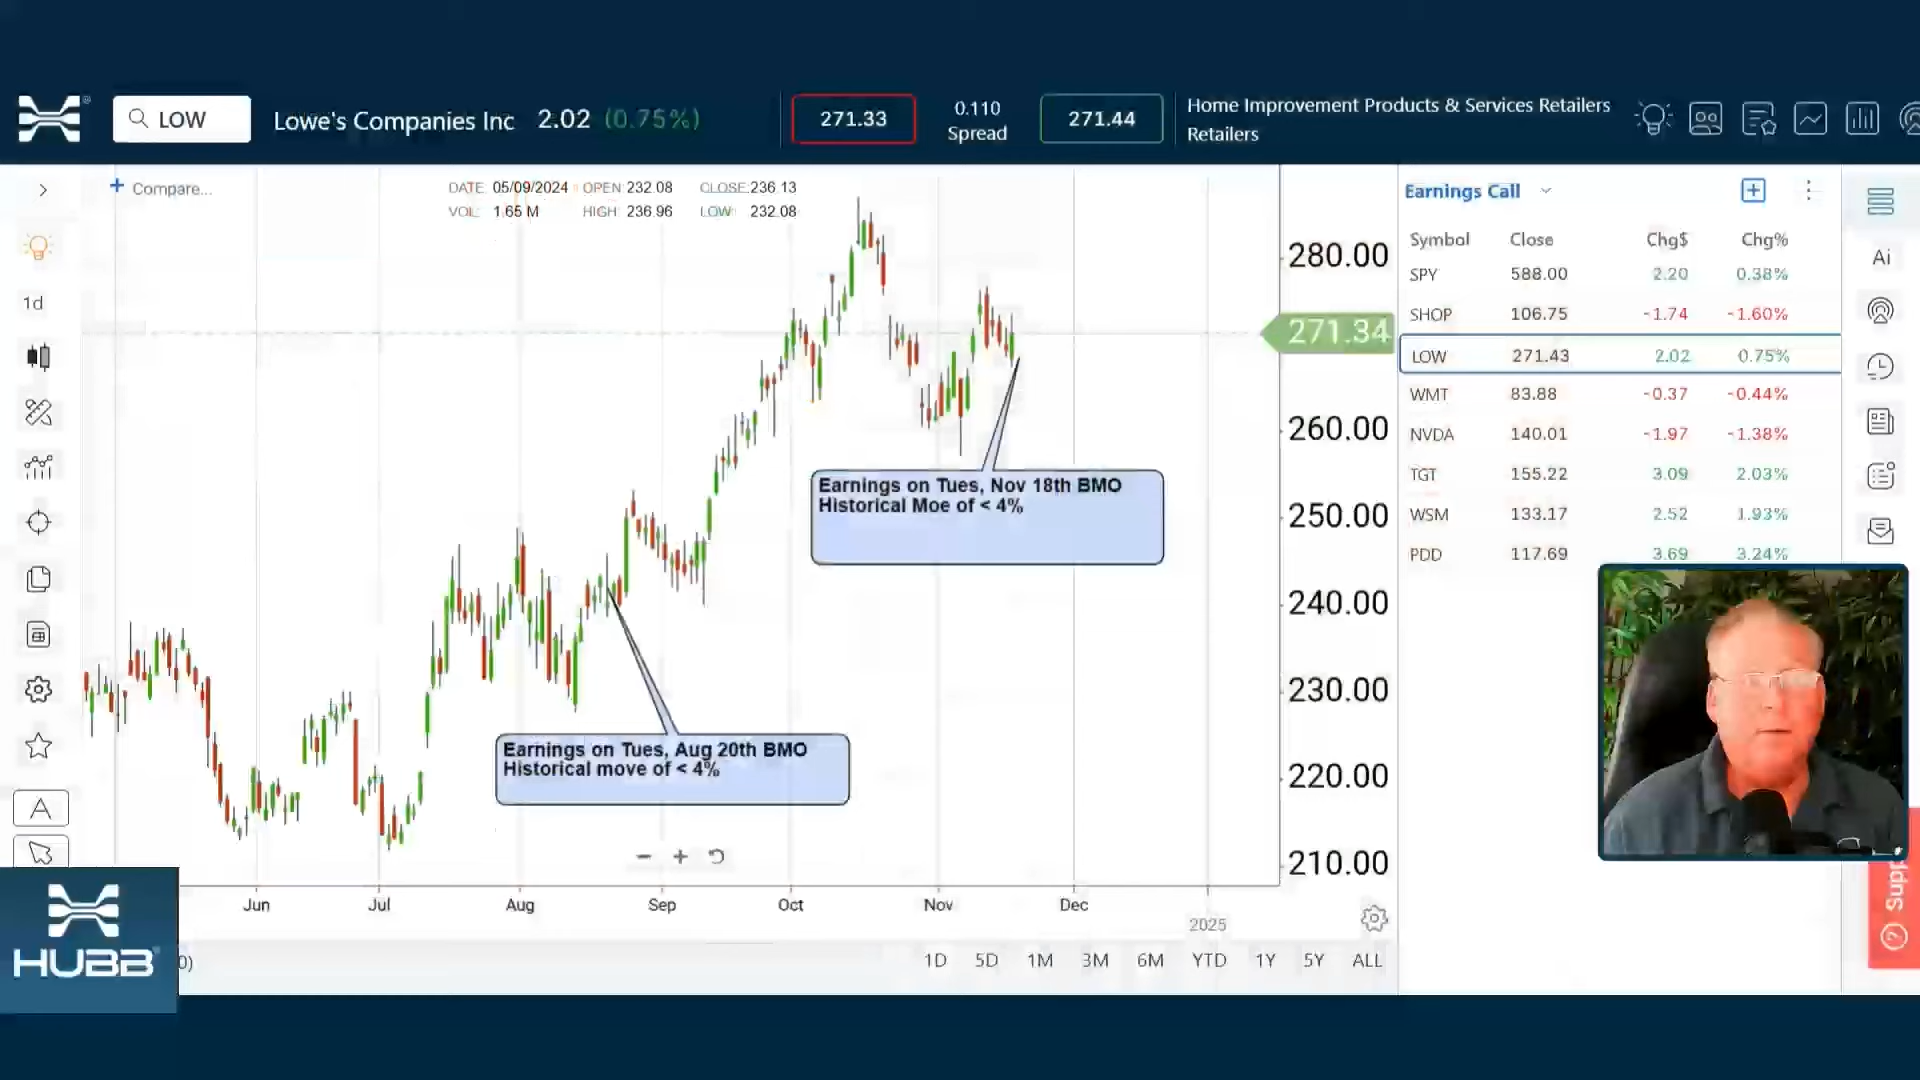 LOW
Lowe's Companies Inc 2.02 (0.75%)
271.33
0.110
Spread
271.44
Home Improvement Products & Services Retailers
Retailers
+ Compare...
DATE: 05/09/2024 OPEN: 232.08 CLOSE: 236.13
VOL: 1.65 M HIGH: 236.96 LOW: 232.08
1d
280.00
271.34
260.00
250.00
240.00
230.00
220.00
210.00
Earnings on Tues, Nov 18th BMO
Historical Moe of < 4%
Earnings on Tues, Aug 20th BMO
Historical move of < 4%
Jun Jul Aug Sep Oct Nov Dec
2025
1D 5D 1M 3M 6M YTD 1Y 5Y ALL
Earnings Call
Symbol Close Chg$ Chg%
SPY 588.00 2.20 0.38%
SHOP 106.75 -1.74 -1.60%
LOW 271.43 2.02 0.75%
WMT 83.88 -0.37 -0.44%
NVDA 140.01 -1.97 -1.38%
TGT 155.22 3.09 2.03%
WSM 133.17 2.52 1.93%
PDD 117.69 3.69 3.24%
Ai
A
HUBB
0)
Supp